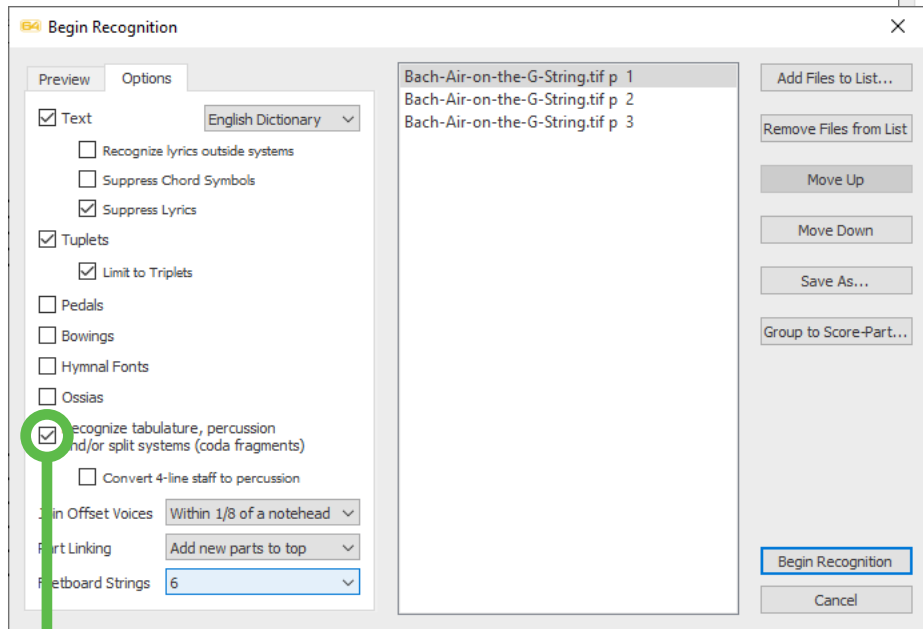 64 Begin Recognition
Preview Options
Text English Dictionary
Recognize lyrics outside systems
Suppress Chord Symbols
Suppress Lyrics
Tuplets
Limit to Triplets
Pedals
Bowings
Hymnal Fonts
Ossias
ecognize tabulature, percussion
nd/or split systems (coda fragments)
Convert 4-line staff to percussion
in Offset Voices Within 1/8 of a notehead
Part Linking Add new parts to top
Fretboard Strings 6
Bach-Air-on-the-G-String.tif p 1
Bach-Air-on-the-G-String.tif p 2
Bach-Air-on-the-G-String.tif p 3
Add Files to List...
Remove Files from List
Move Up
Move Down
Save As...
Group to Score-Part...
Begin Recognition
Cancel